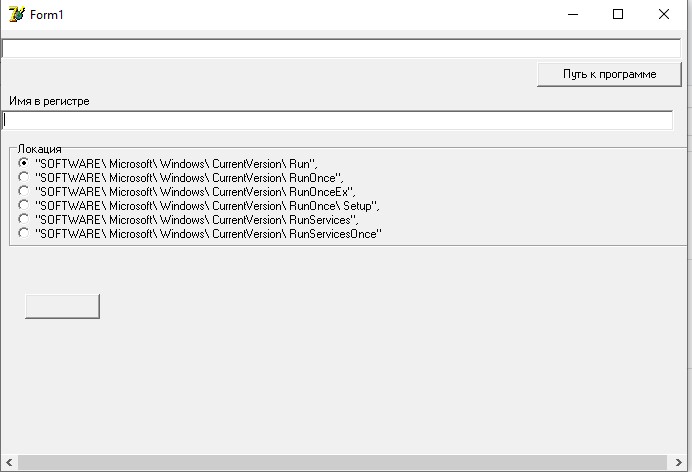 Form1
Путь к программе
Имя в регистре
Локация
"SOFTWARE\ Microsoft\ Windows\ CurrentVersion\ Run",
"SOFTWARE\ Microsoft\ Windows\ CurrentVersion\ RunOnce",
"SOFTWARE\ Microsoft\ Windows\ CurrentVersion\ RunOnceEx",
"SOFTWARE\ Microsoft\ Windows\ CurrentVersion\ RunOnce\ Setup",
"SOFTWARE\ Microsoft\ Windows\ CurrentVersion\ RunServices",
"SOFTWARE\ Microsoft\ Windows\ CurrentVersion\ RunServicesOnce"